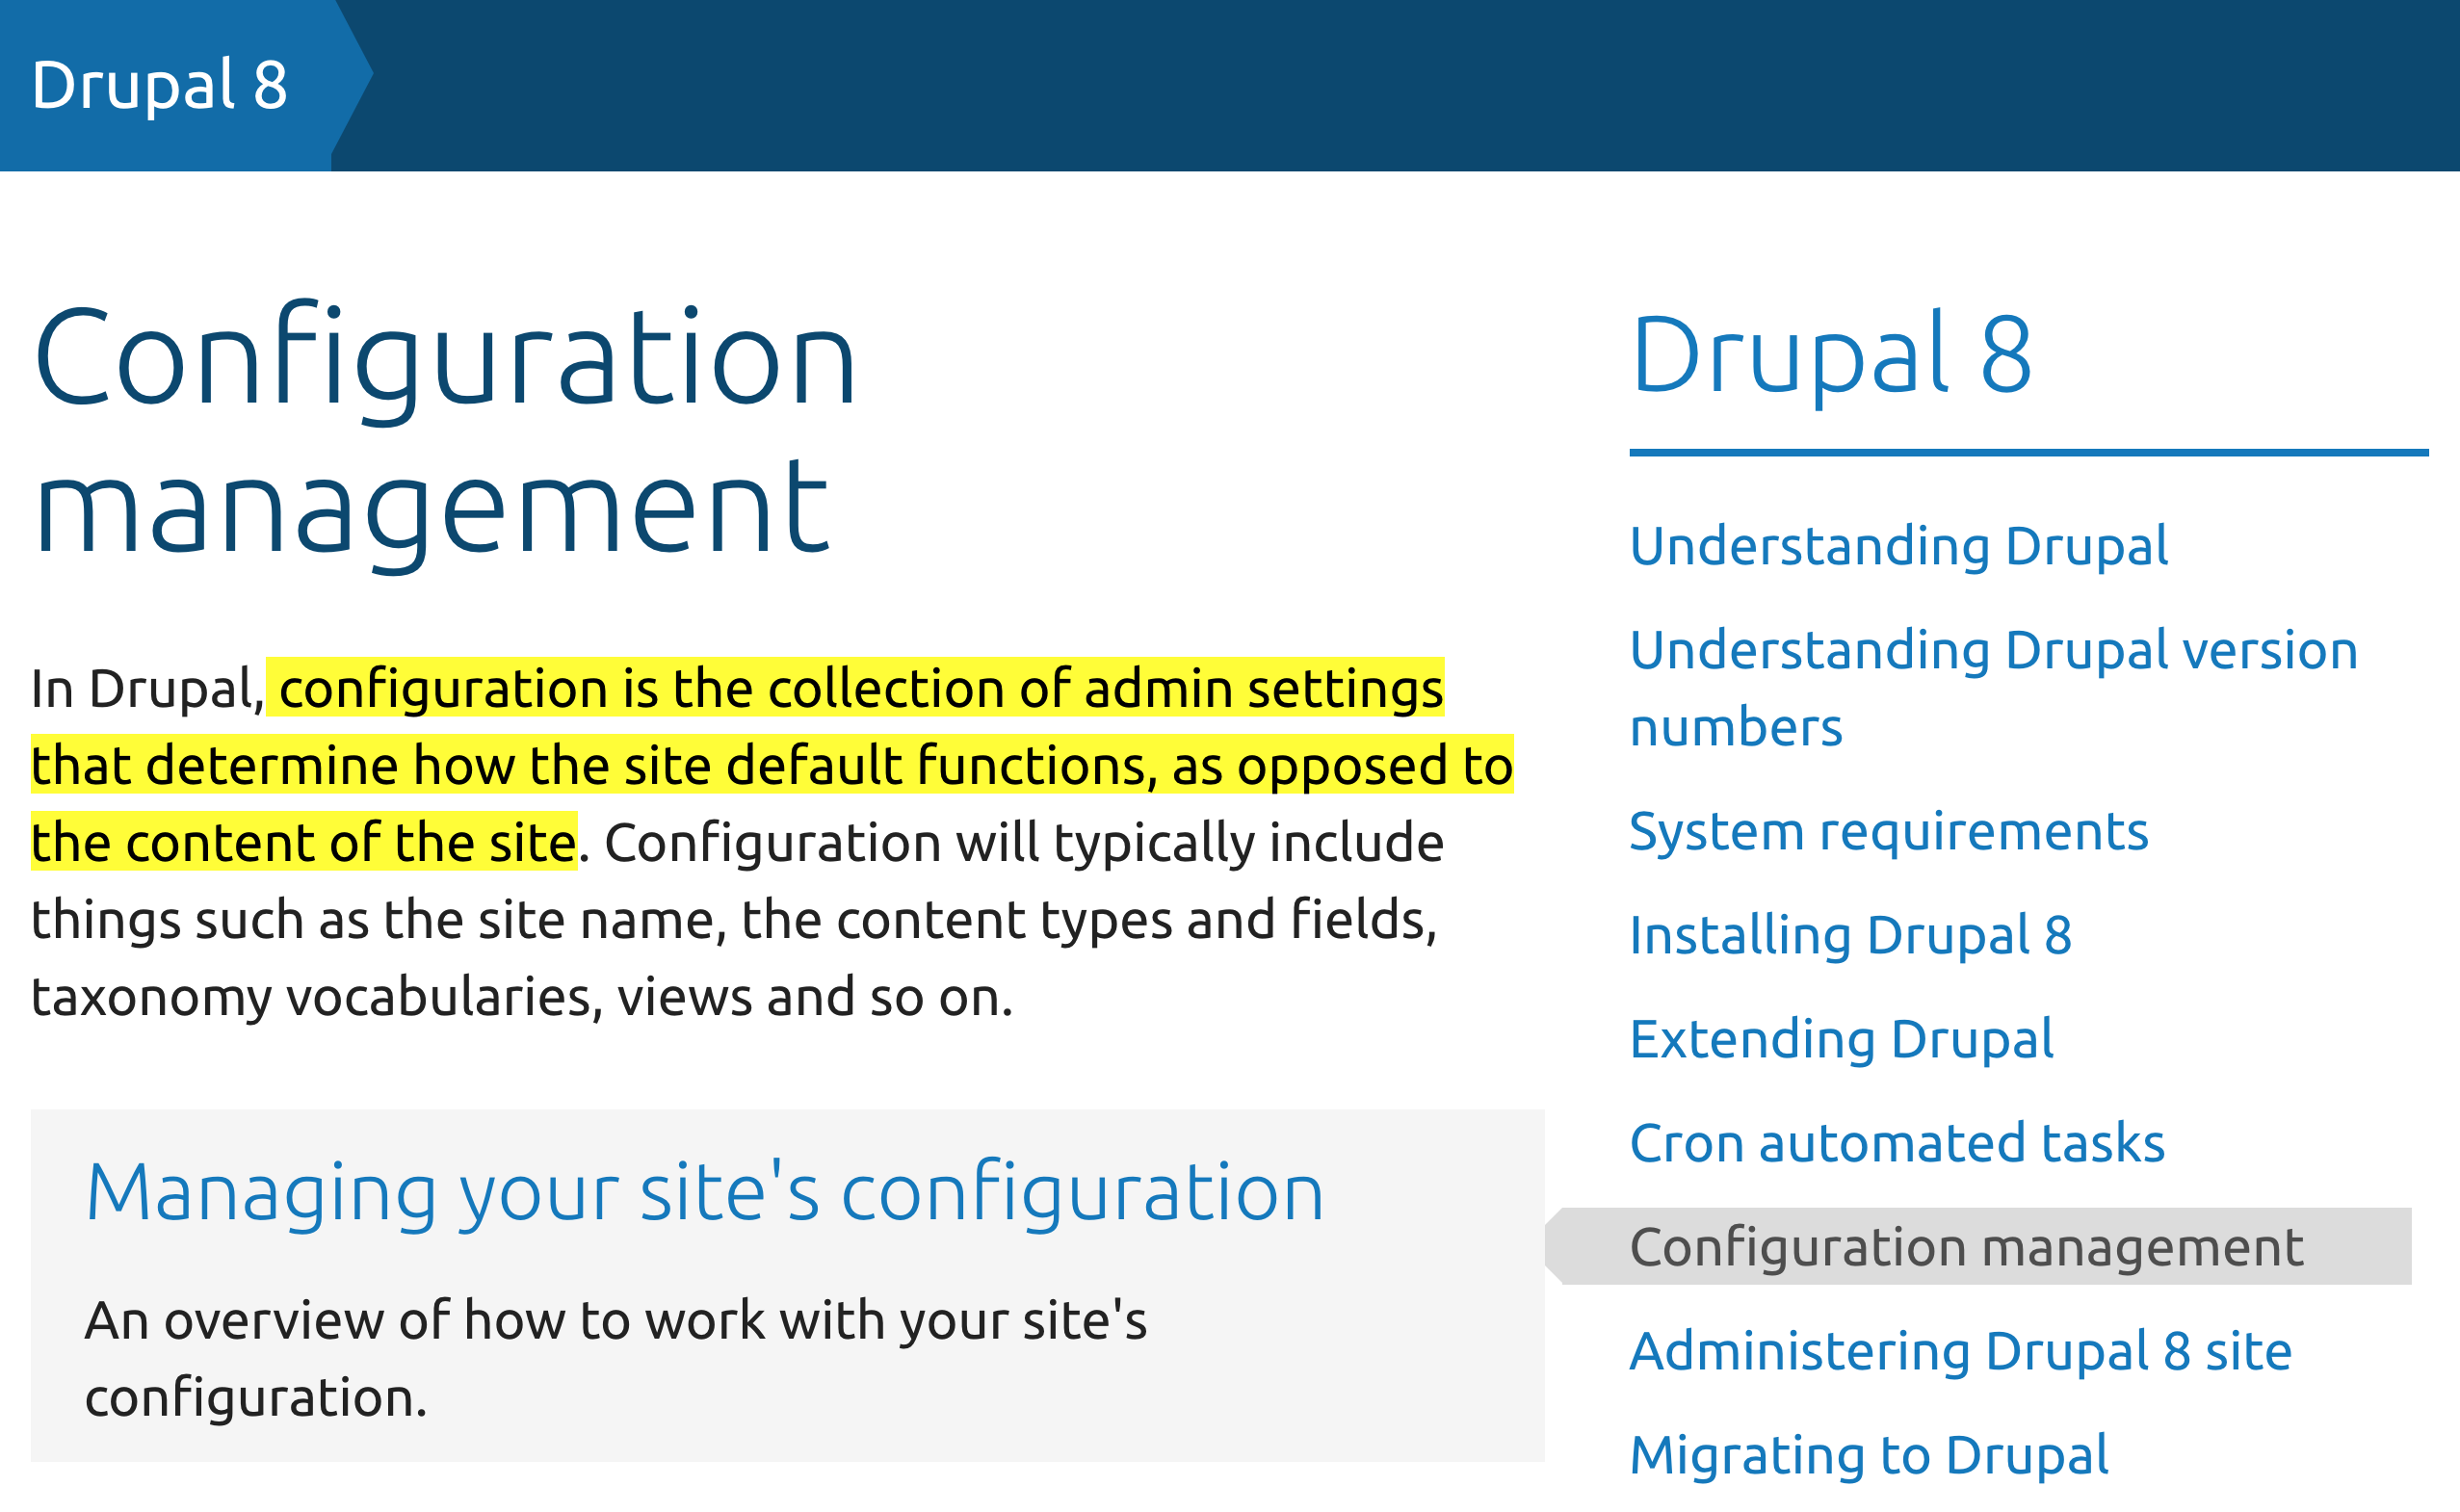 Drupal 8
Configuration
management
In Drupal, configuration is the collection of admin settings
that determine how the site default functions, as opposed to
the content of the site. Configuration will typically include
things such as the site name, the content types and fields,
taxonomy vocabularies, views and so on.
Managing your site's configuration
An overview of how to work with your site's
configuration.
Drupal 8
Understanding Drupal
Understanding Drupal version
numbers
System requirements
Installing Drupal 8
Extending Drupal
Cron automated tasks
Configuration management
Administering Drupal 8 site
Migrating to Drupal